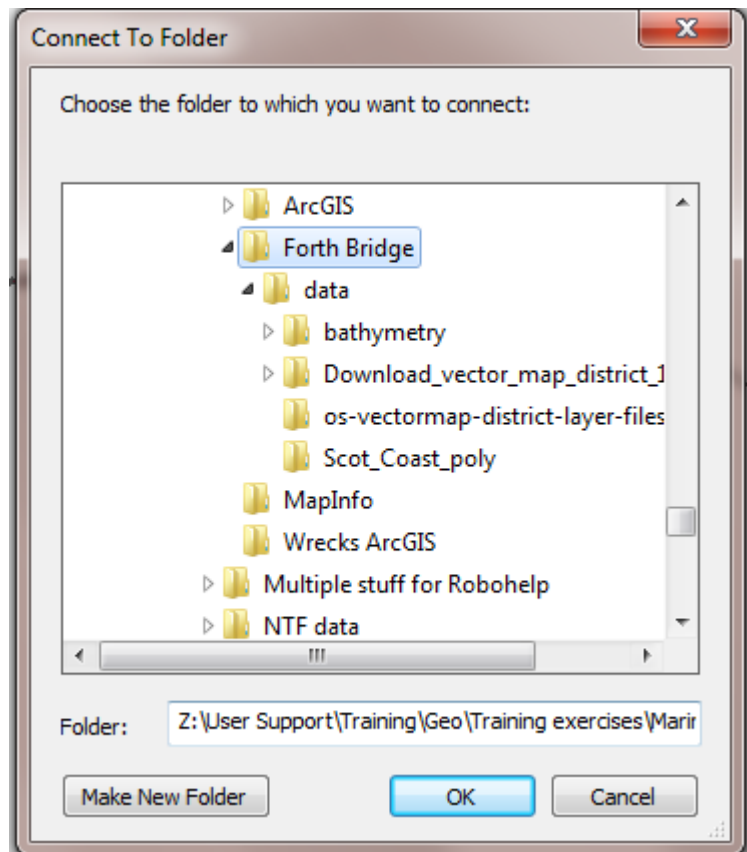 Connect To Folder
Choose the folder to which you want to connect:
ArcGIS
Forth Bridge
data
bathymetry
Download_vector_map_district_1
os-vectormap-district-layer-files
Scot_Coast_poly
MapInfo
Wrecks ArcGIS
Multiple stuff for Robohelp
NTF data
Folder: Z:\User Support\Training\Geo\Training exercises\Marin
Make New Folder OK Cancel